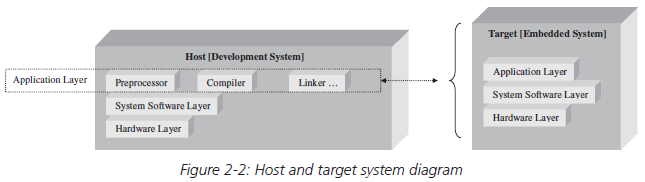 Target [Embedded System]
Host [Development System]
Application Layer
Preprocessor
Compiler
Linker ...
System Software Layer
Hardware Layer
Application Layer
System Software Layer
Hardware Layer
Figure 2-2: Host and target system diagram